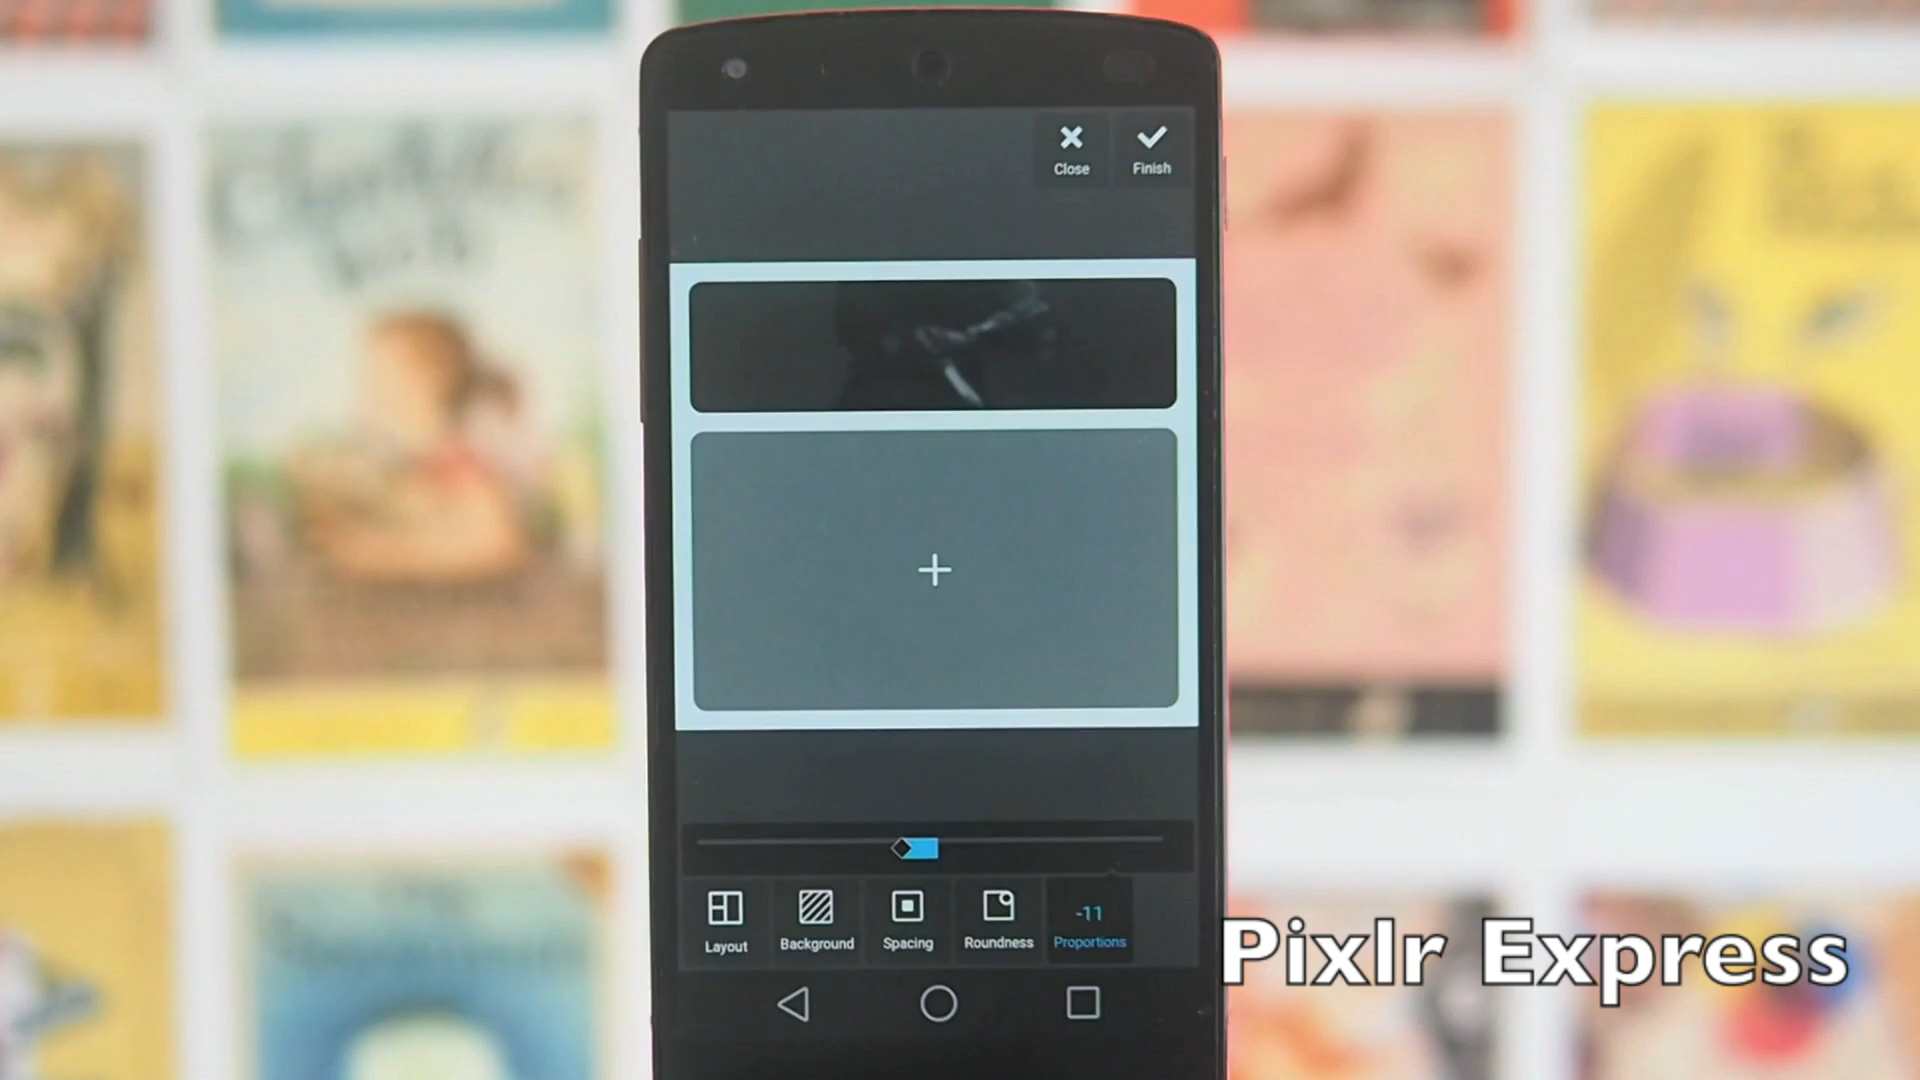 Close
Finish
-11
Layout
Background
Spacing
Roundness
Proportions
Pixlr Express